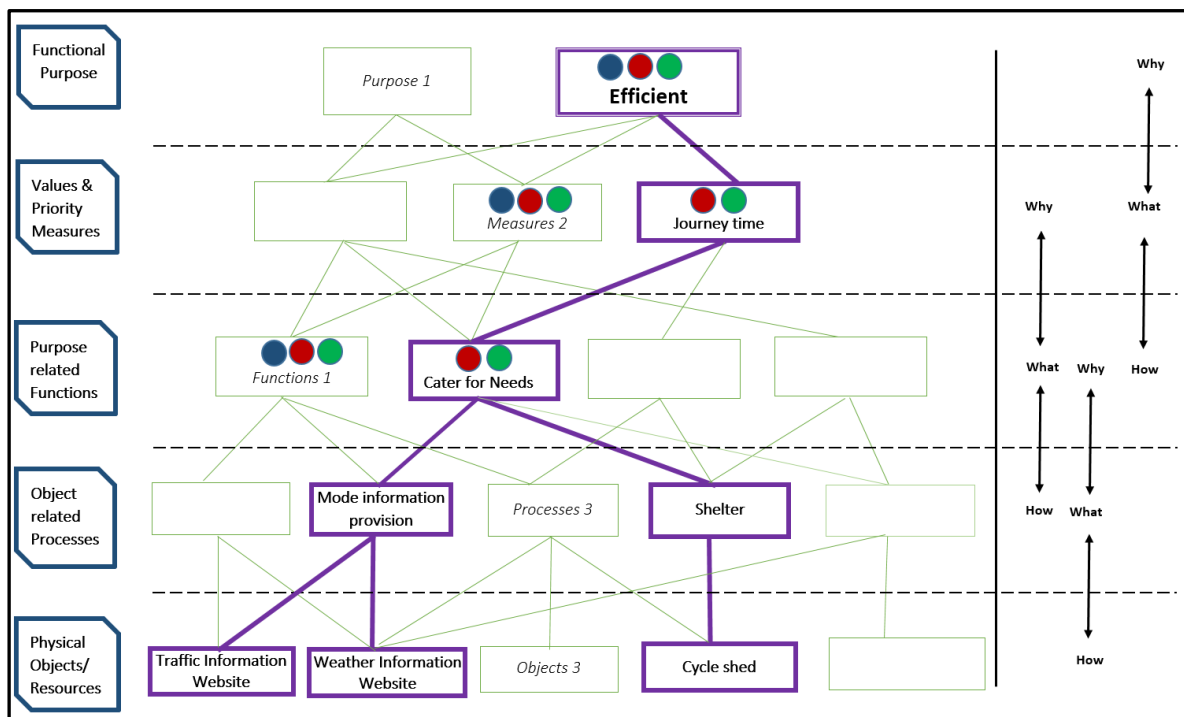 Functional
Purpose
Purpose 1
Efficient
Why
Values &
Priority
Measures
Measures 2
Journey time
Why
What
Purpose
related
Functions
Functions 1
Cater for Needs
What
Why
How
Object
related
Processes
Mode information
provision
Processes 3
Shelter
How
What
Physical
Objects/
Resources
Traffic Information
Website
Weather Information
Website
Objects 3
Cycle shed
How